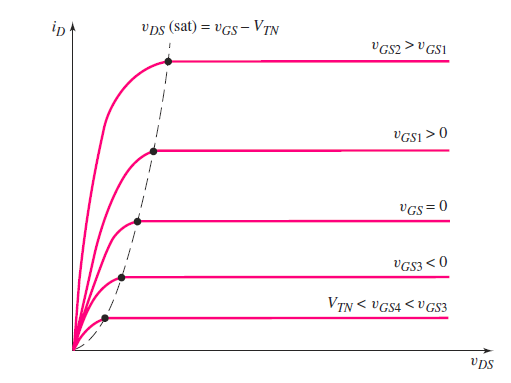 i_D
v_DS (sat) = v_GS – V_TN
v_GS2 > v_GS1
v_GS1 > 0
v_GS = 0
v_GS3 < 0
V_TN < v_GS4 < v_GS3
v_DS